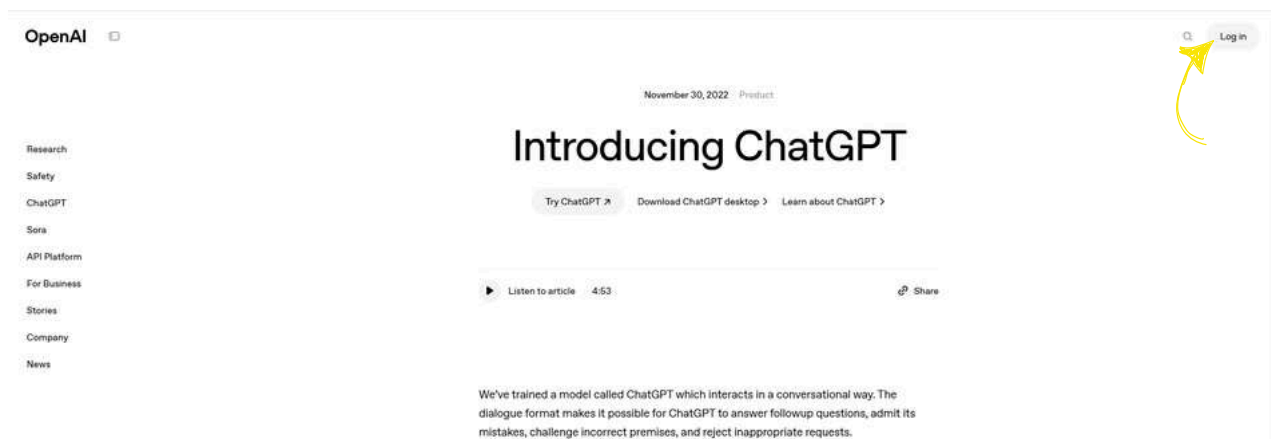 OpenAI
Log in
November 30, 2022 Product
Introducing ChatGPT
Try ChatGPT ↗ Download ChatGPT desktop > Learn about ChatGPT >
Research
Safety
ChatGPT
Sora
API Platform
For Business
Stories
Company
News
Listen to article 4:53 Share
We've trained a model called ChatGPT which interacts in a conversational way. The
dialogue format makes it possible for ChatGPT to answer followup questions, admit its
mistakes, challenge incorrect premises, and reject inappropriate requests.